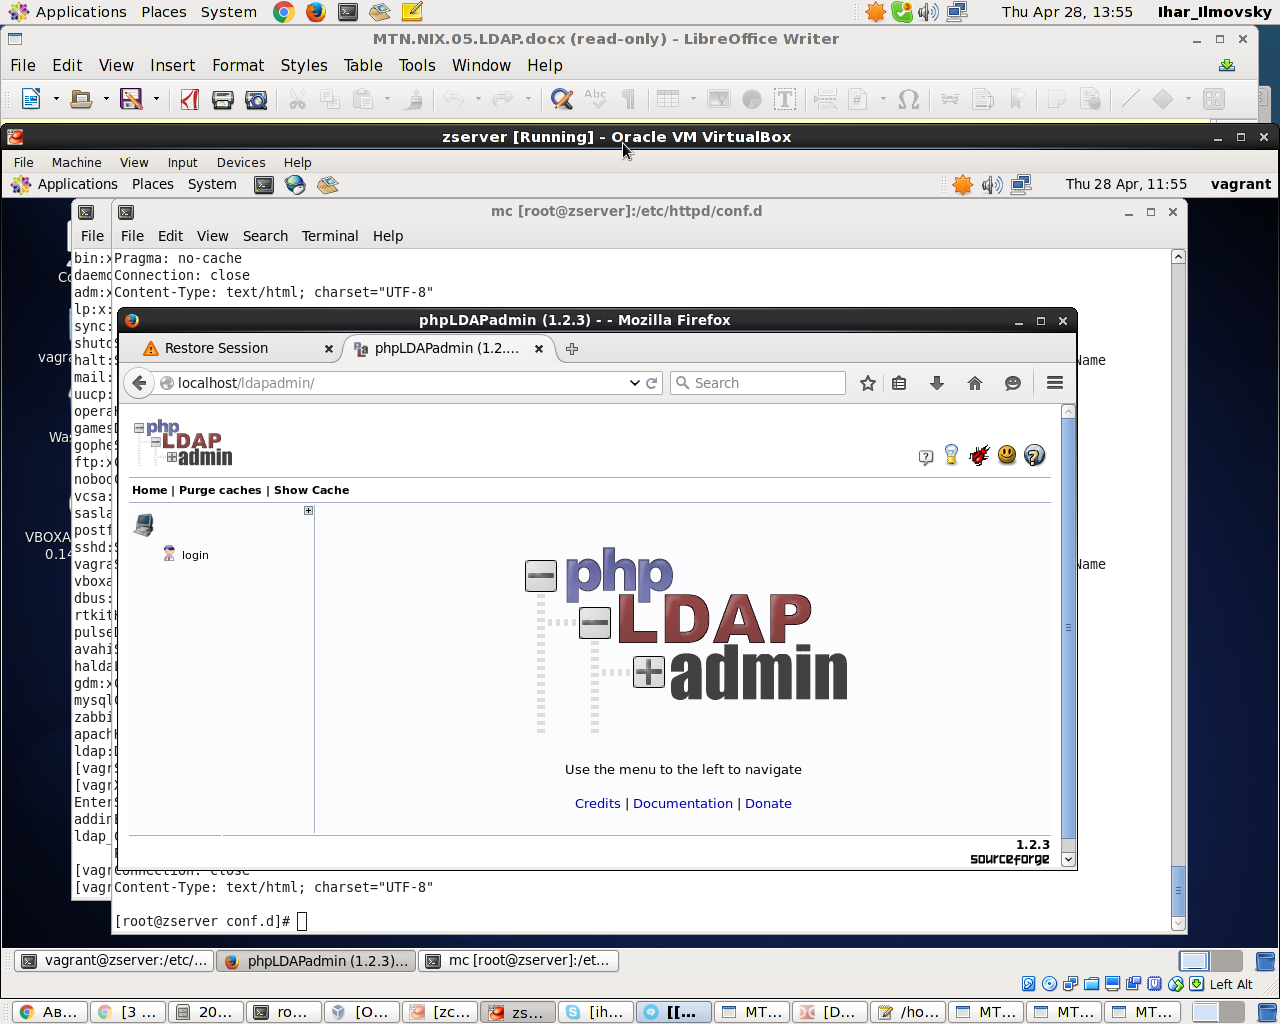 Applications Places System
Thu Apr 28, 13:55 Ihar_Ilmovsky
MTN.NIX.05.LDAP.docx (read-only) - LibreOffice Writer
File Edit View Insert Format Styles Table Tools Window Help
zserver [Running] - Oracle VM VirtualBox
File Machine View Input Devices Help
Applications Places System
Thu 28 Apr, 11:55 vagrant
mc [root@zserver]:/etc/httpd/conf.d
File
File Edit View Search Terminal Help
bin:x
Pragma: no-cache
daemo
Connection: close
adm:x
Content-Type: text/html; charset="UTF-8"
lp:x:
sync:
shutd
halt:
mail:
uucp:
opera
games
gophe
ftp:x
nobod
vcsa:
sasla
postf
sshd:
vagra
vboxa
dbus:
rtkit
pulse
avahi
halda
gdm:x
mysql
zabbi
apach
ldap:
[vagr
[vagr
Enter
addin
ldap_
[vagr
[vagr
Name
Name
phpLDAPadmin (1.2.3) - - Mozilla Firefox
Restore Session
phpLDAPadmin (1.2....
localhost/ldapadmin/
Search
php
LDAP
admin
Home | Purge caches | Show Cache
login
php
LDAP
admin
Use the menu to the left to navigate
Credits | Documentation | Donate
1.2.3
sourceforge
Connection: close
Content-Type: text/html; charset="UTF-8"
[root@zserver conf.d]#
vagrant@zserver:/etc/...
phpLDAPadmin (1.2.3)...
mc [root@zserver]:/et...
Left Alt
Ав...
[3 ...
20...
ro...
[O...
[zc...
zs...
[ih...
[[...
MT...
[D...
/ho...
MT...
MT...
MT...